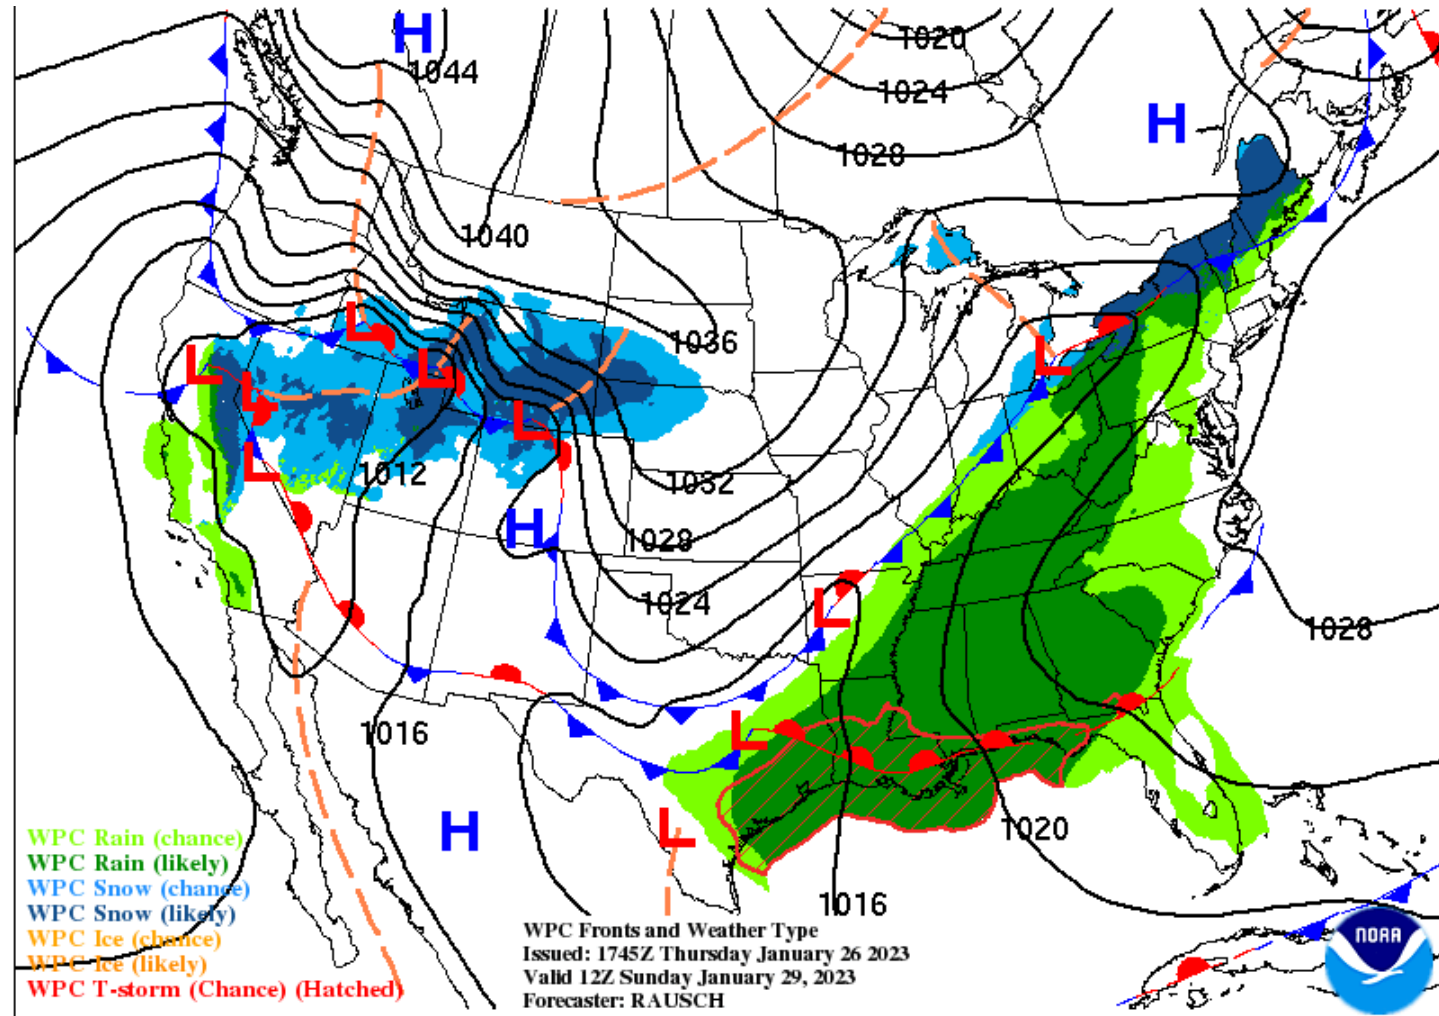 H
1020
1044
1024
H
1028
1040
L
1036
L
L
L
L
L
L
1012
1032
H
1028
1024
L
1028
L
1016
H
L
1020
WPC Rain (chance)
WPC Rain (likely)
WPC Snow (chance)
WPC Snow (likely)
WPC Ice (chance)
WPC Ice (likely)
WPC T-storm (Chance) (Hatched)
1016
WPC Fronts and Weather Type
Issued: 1745Z Thursday January 26 2023
Valid 12Z Sunday January 29, 2023
Forecaster: RAUSCH
NOAA